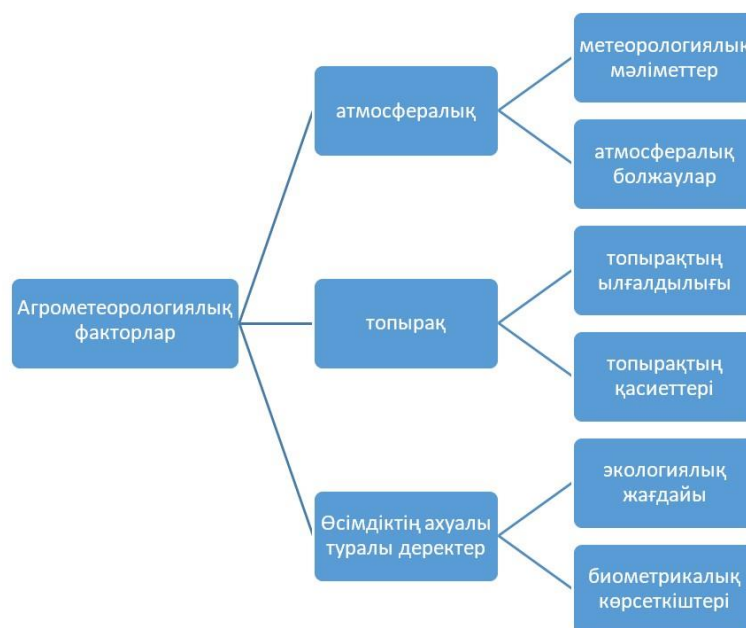 Агрометеорологиялық
факторлар
атмосфералық
метеорологиялық
мәліметтер
атмосфералық
болжаулар
топырақ
топырақтың
ылғалдылығы
топырақтың
қасиеттері
Өсімдіктің ахуалы
туралы деректер
экологиялық
жағдайы
биометрикалық
көрсеткіштері